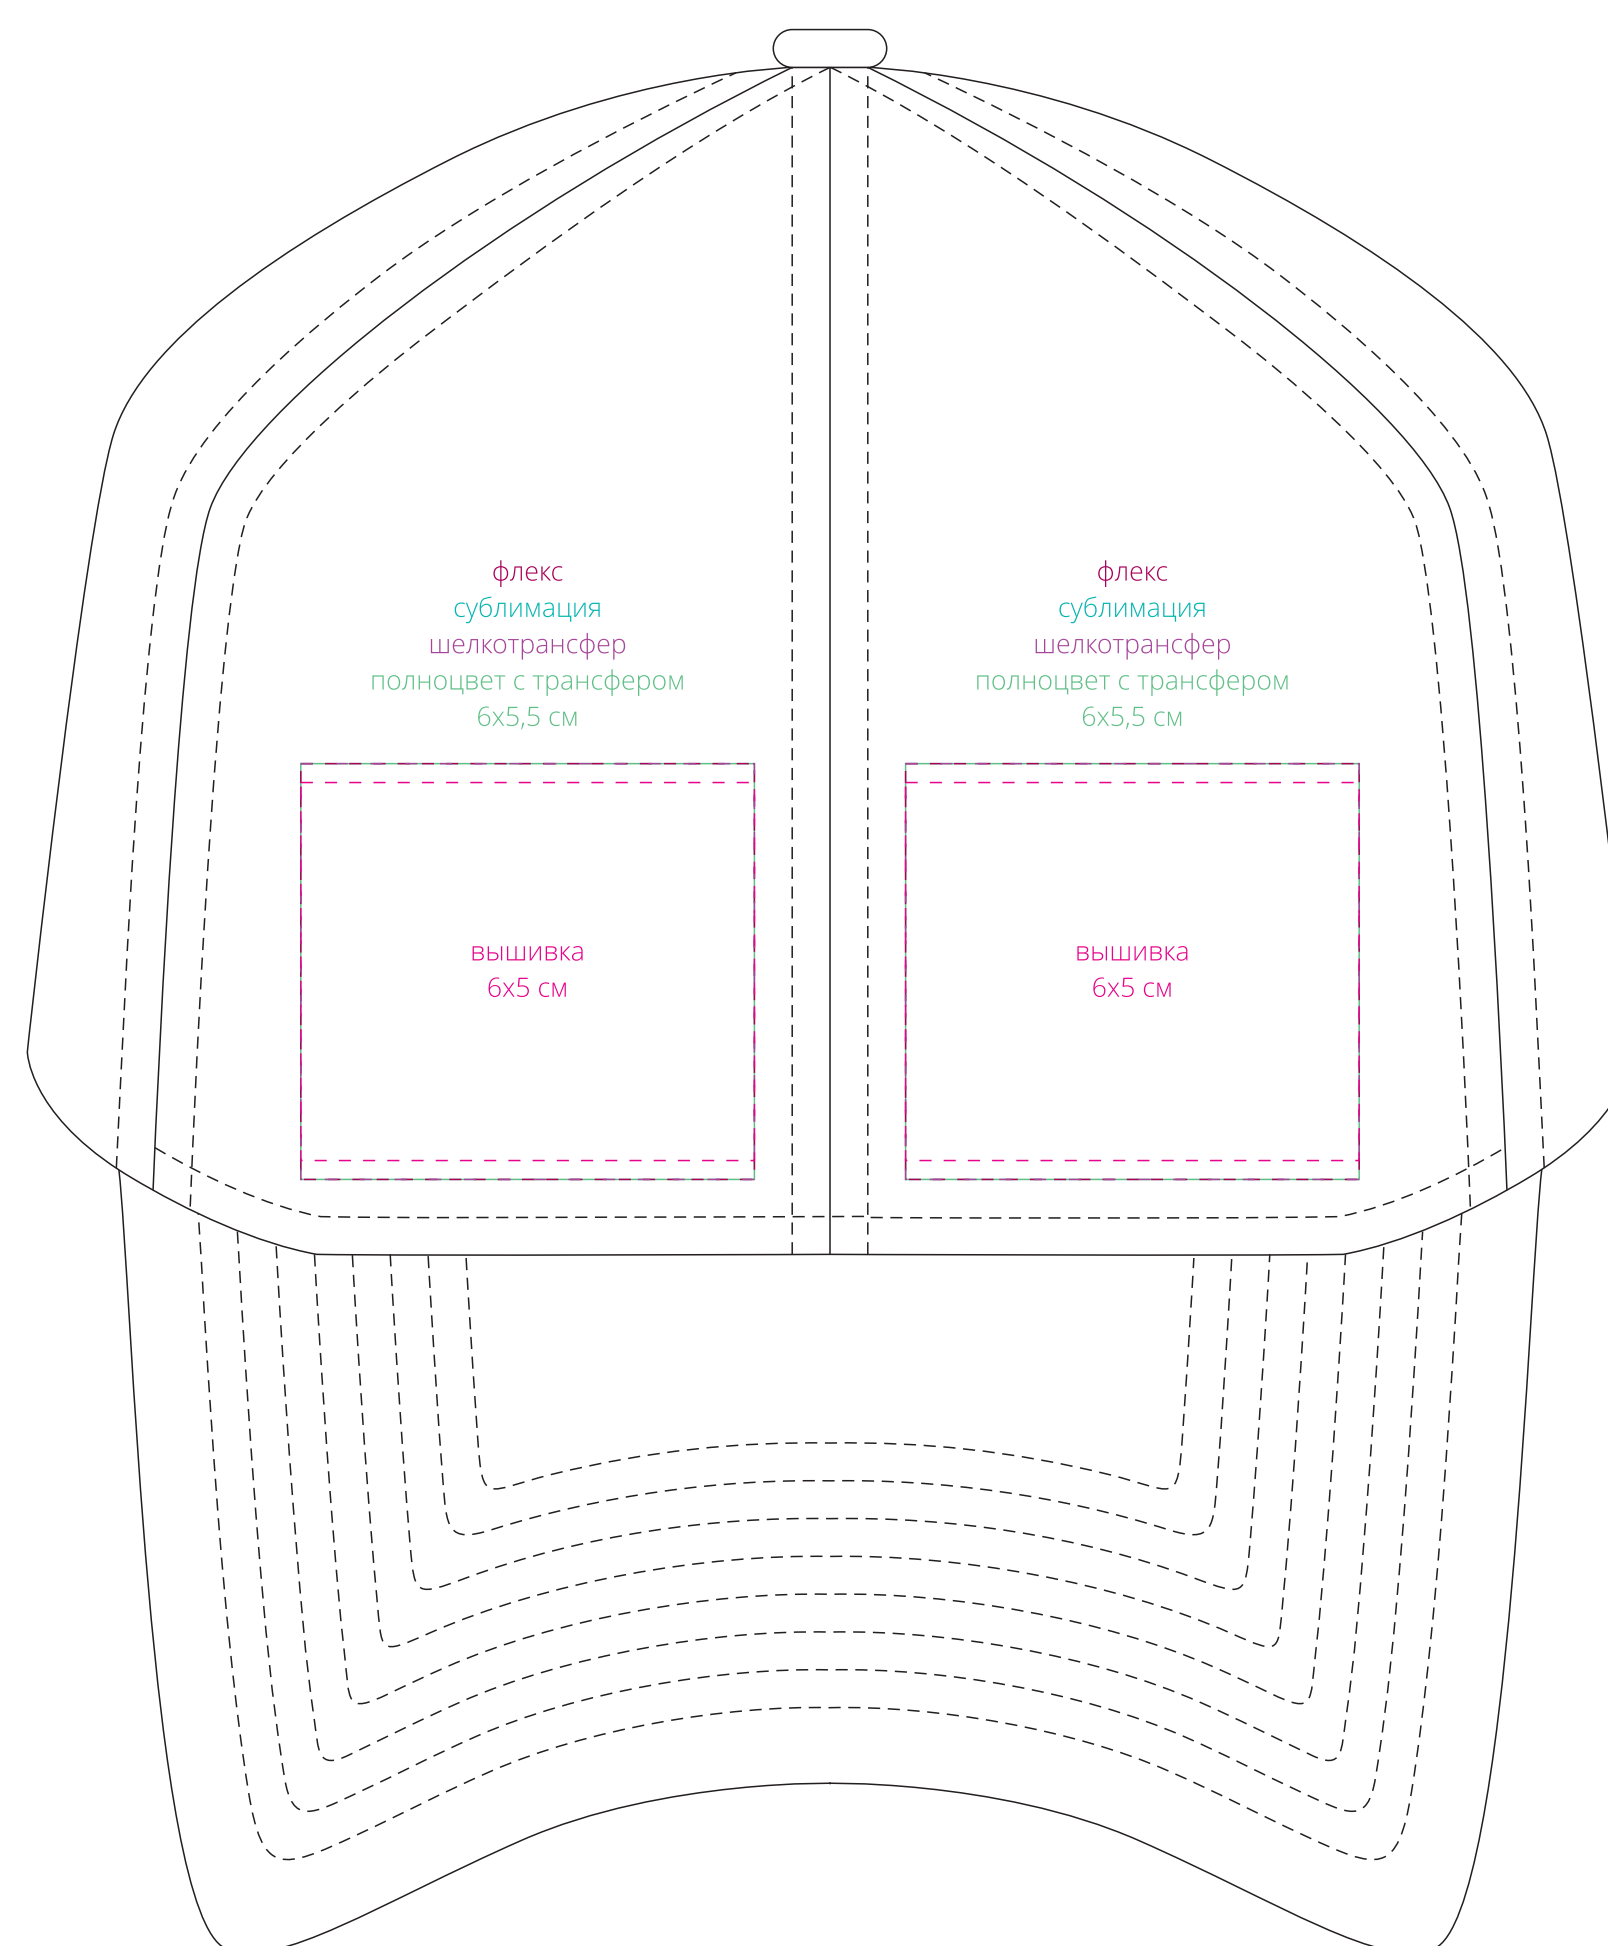 флекс
сублимация
шелкотрансфер
полноцвет с трансфером
6х5,5 см
вышивка
6х5 см
флекс
сублимация
шелкотрансфер
полноцвет с трансфером
6х5,5 см
вышивка
6х5 см